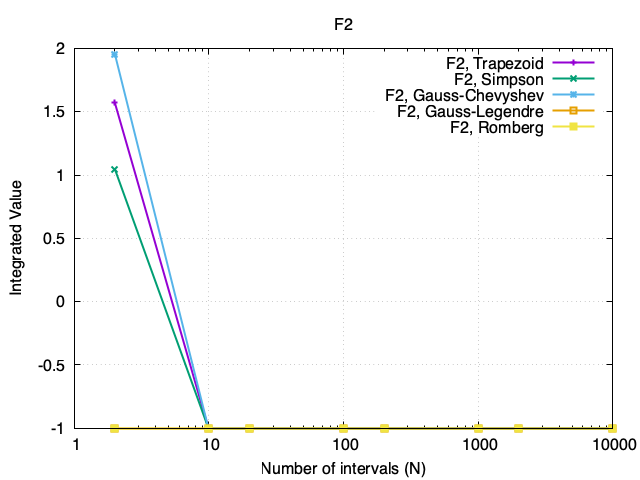 F2
2
1.5
1
0.5
0
-0.5
-1
Integrated Value
F2, Trapezoid
F2, Simpson
F2, Gauss-Chevyshev
F2, Gauss-Legendre
F2, Romberg
1 10 100 1000 10000
Number of intervals (N)